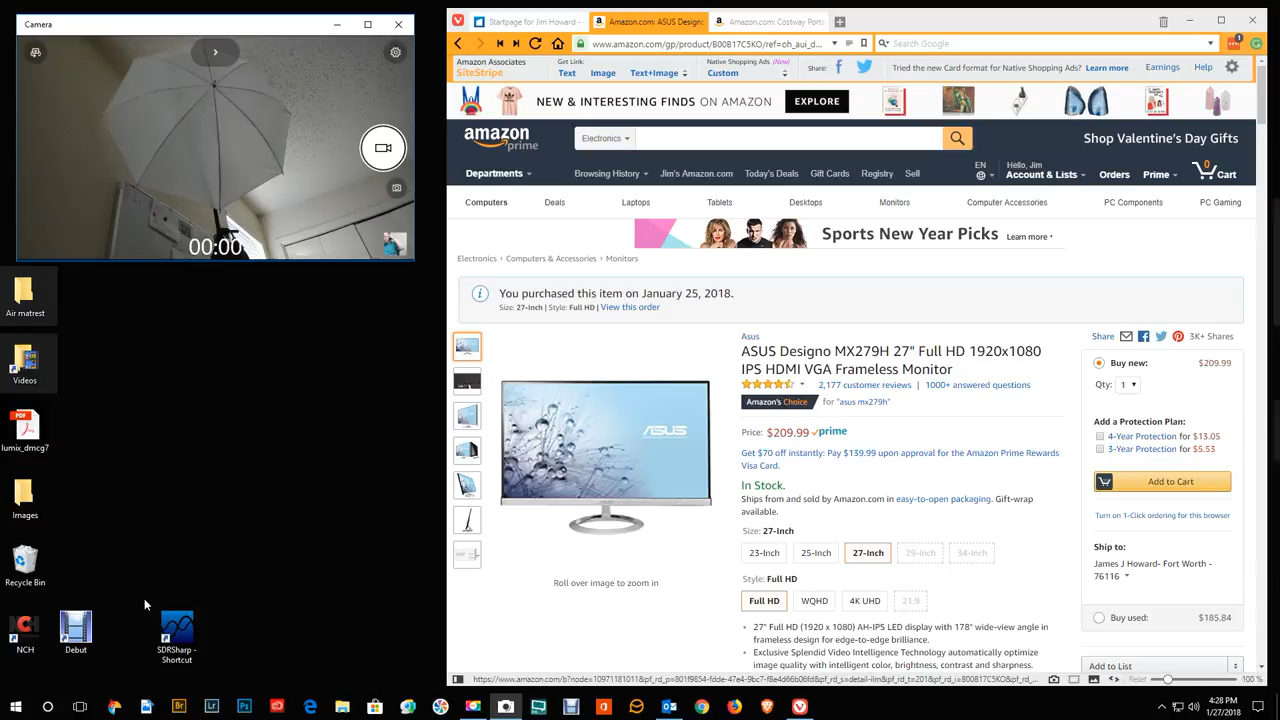 Camera
00:00
Air matrest
Videos
PDF
lumix_dmcg7
Images
Recycle Bin
NCH
Debut
SDRSharp -
Shortcut
Startpage for Jim Howard -
Amazon.com: ASUS Design
Amazon.com: Costway Port
www.amazon.com/gp/product/B00B17C5KO/ref=oh_aui_d...
Search Google
Amazon Associates
SiteStripe
Get Link:
Text
Image
Text+Image
Native Shopping Ads (New)
Custom
Share:
Tried the new Card format for Native Shopping Ads? Learn more
Earnings
Help
NEW & INTERESTING FINDS ON AMAZON
EXPLORE
amazon
prime
Electronics
Shop Valentine's Day Gifts
Departments
Browsing History
Jim's Amazon.com
Today's Deals
Gift Cards
Registry
Sell
EN
Hello, Jim
Account & Lists
Orders
Prime
0
Cart
Computers
Deals
Laptops
Tablets
Desktops
Monitors
Computer Accessories
PC Components
PC Gaming
Sports New Year Picks
Learn more
Electronics › Computers & Accessories › Monitors
You purchased this item on January 25, 2018.
Size: 27-Inch | Style: Full HD | View this order
ASUS
Roll over image to zoom in
Asus
ASUS Designo MX279H 27" Full HD 1920x1080
IPS HDMI VGA Frameless Monitor
2,177 customer reviews | 1000+ answered questions
Amazon's Choice for "asus mx279h"
Price: $209.99 prime
Get $70 off instantly: Pay $139.99 upon approval for the Amazon Prime Rewards
Visa Card.
In Stock.
Ships from and sold by Amazon.com in easy-to-open packaging. Gift-wrap
available.
Size: 27-Inch
23-Inch
25-Inch
27-Inch
29-Inch
34-Inch
Style: Full HD
Full HD
WQHD
4K UHD
21:9
• 27" Full HD (1920 x 1080) AH-IPS LED display with 178° wide-view angle in
frameless design for edge-to-edge brilliance.
• Exclusive Splendid Video Intelligence Technology automatically optimize
image quality with intelligent color, brightness, contrast and sharpness.
Share
3K+ Shares
Buy new:
$209.99
Qty: 1
Add a Protection Plan:
4-Year Protection for $13.05
3-Year Protection for $5.53
Add to Cart
Turn on 1-Click ordering for this browser
Ship to:
James J Howard- Fort Worth -
76116
Buy used:
$185.84
Add to List
Reset
100 %
4:28 PM
1/27/2018